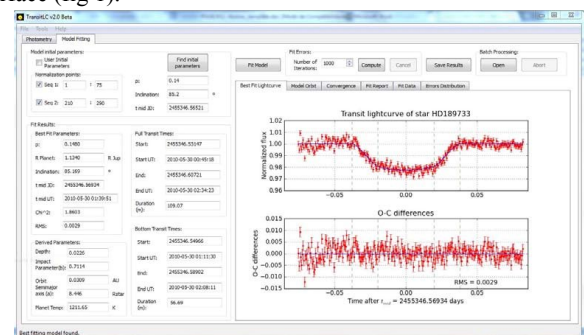 TransitLC v2.0 Beta
File Tools Help
Photometry Model Fitting
Model initial parameters:
User Initial Parameters
Find initial parameters
Normalization points:
Seq 1: 1 : 75
Seq 2: 210 : 290
p: 0.14
Inclination: 85.2 °
t mid JD: 2455346.56521
Fit Results:
Best Fit Parameters:
p: 0.1480
R Planet: 1.1340 R Jup
Inclination: 85.169 °
t mid JD: 2455346.56934
t mid UT: 2010-05-30 01:39:51
Chi^2: 1.8603
RMS: 0.0029
Derived Parameters:
Depth: 0.0220
Impact Parameter(b): 0.7114
Orbit Semimajor axis (a): 0.0309 AU
8.446 Rstar
Planet Temp: 1211.65 K
Full Transit Times:
Start: 2455346.53147
Start UT: 2010-05-30 00:45:18
End: 2455346.60721
End UT: 2010-05-30 02:34:23
Duration (m): 109.07
Bottom Transit Times:
Start: 2455346.54966
Start UT: 2010-05-30 01:11:30
End: 2455346.58902
End UT: 2010-05-30 02:08:11
Duration (m): 56.69
Fit Model
Fit Errors:
Number of Iterations: 1000
Compute Cancel
Save Results
Batch Processing:
Open Abort
Best Fit Lightcurve Model Orbit Convergence Fit Report Fit Data Errors Distribution
Transit lightcurve of star HD189733
Normalized flux
1.02
1.01
1.00
0.99
0.98
0.97
0.96
−0.05 0.00 0.05
O-C differences
O-C differences
0.015
0.010
0.005
0.000
−0.005
−0.010
−0.015
RMS = 0.0029
−0.05 0.00 0.05
Time after t_mid = 2455346.56934 days
Best fitting model found.